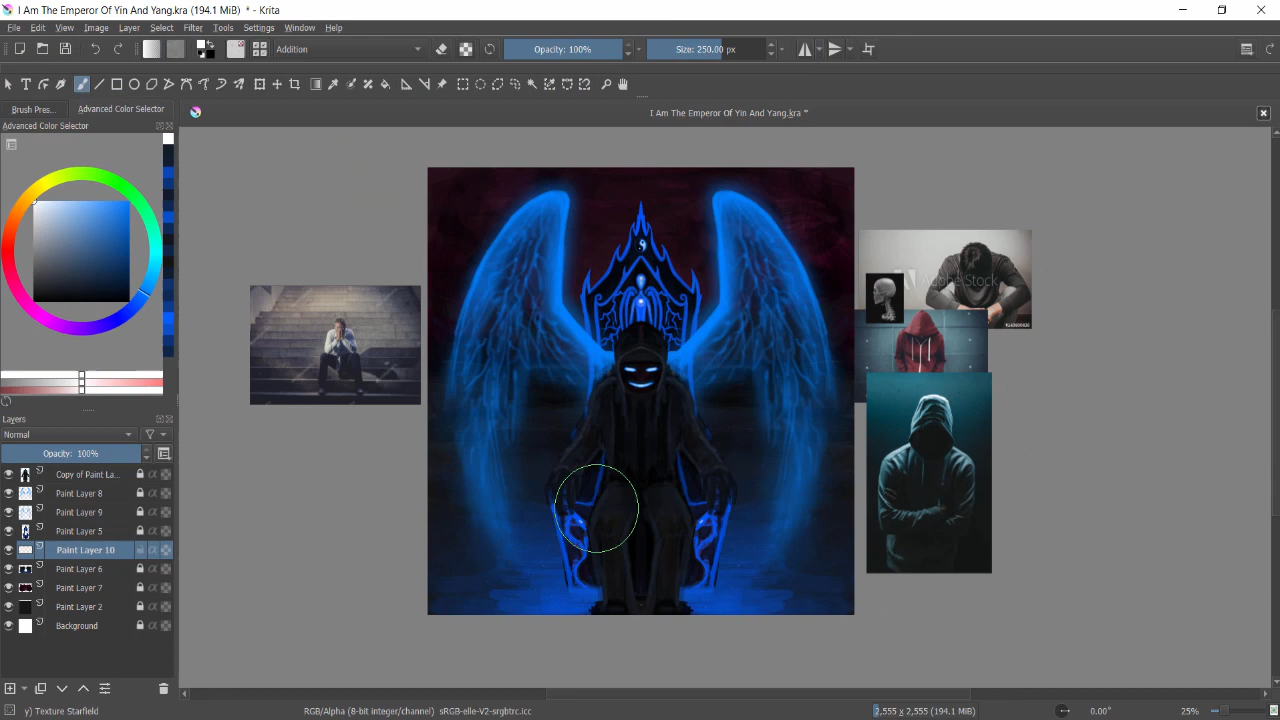 I Am The Emperor Of Yin And Yang.kra (194.1 MiB) * - Krita
File Edit View Image Layer Select Filter Tools Settings Window Help
Addition Opacity: 100% Size: 250.00 px
Brush Pres... Advanced Color Selector I Am The Emperor Of Yin And Yang.kra *
Advanced Color Selector
Adobe Stock
Layers
Normal
Opacity: 100%
Copy of Paint La...
Paint Layer 8
Paint Layer 9
Paint Layer 5
Paint Layer 10
Paint Layer 6
Paint Layer 7
Paint Layer 2
Background
y) Texture Starfield RGB/Alpha (8-bit integer/channel) sRGB-elle-V2-srgbtrc.icc 2,555 x 2,555 (194.1 MiB) 0.00° 25%